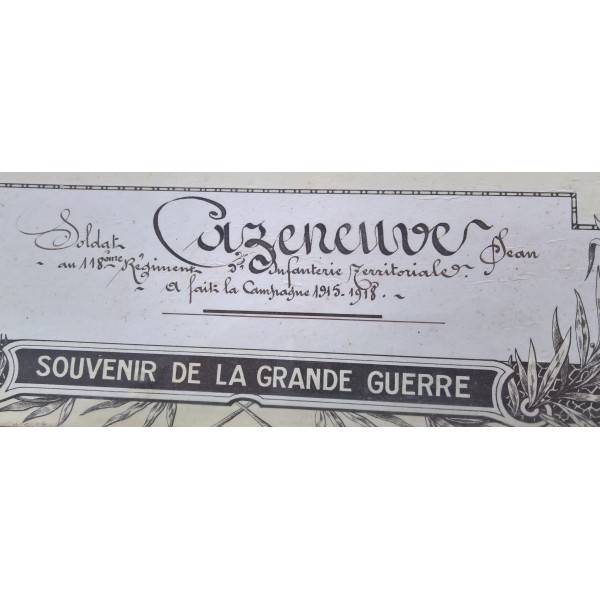 Soldat Cazeneuve Jean
au 118ème Régiment d'Infanterie Territoriale.
A fait la Campagne 1915-1918.
SOUVENIR DE LA GRANDE GUERRE